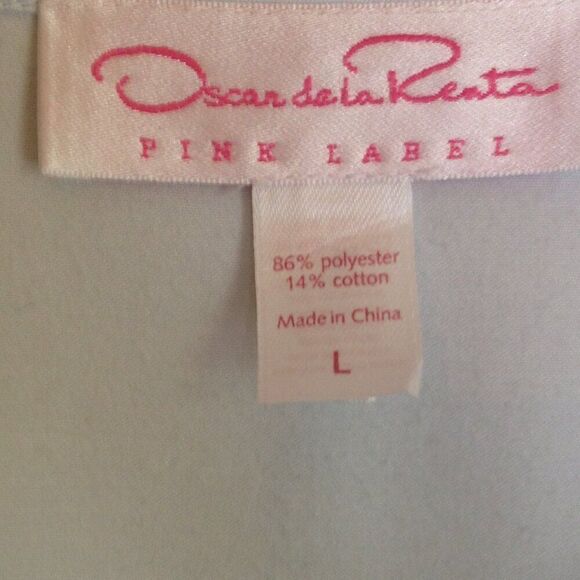 Oscar de la Renta
PINK LABEL
86% polyester
14% cotton
Made in China
L